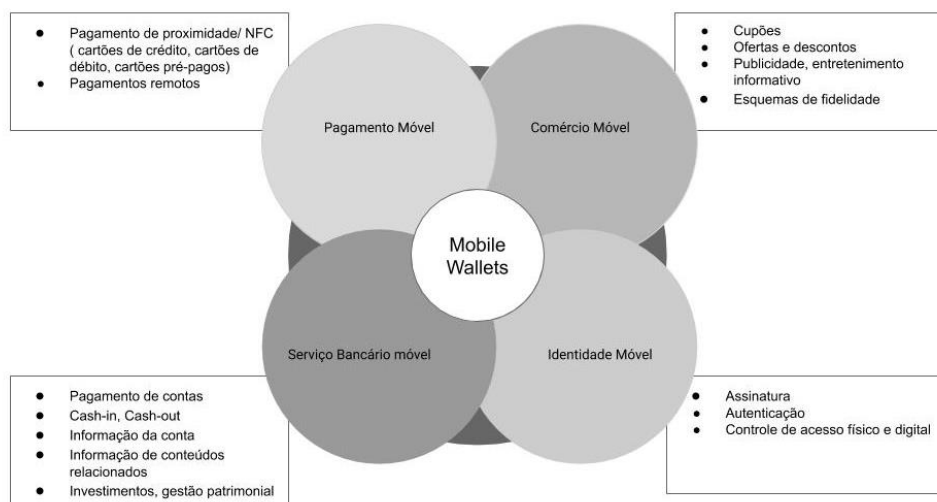 ● Pagamento de proximidade/ NFC
( cartões de crédito, cartões de
débito, cartões pré-pagos)
● Pagamentos remotos
● Cupões
● Ofertas e descontos
● Publicidade, entretenimento
informativo
● Esquemas de fidelidade
Pagamento Móvel
Comércio Móvel
Mobile
Wallets
Serviço Bancário móvel
Identidade Móvel
● Pagamento de contas
● Cash-in, Cash-out
● Informação da conta
● Informação de conteúdos
relacionados
● Investimentos, gestão patrimonial
● Assinatura
● Autenticação
● Controle de acesso físico e digital